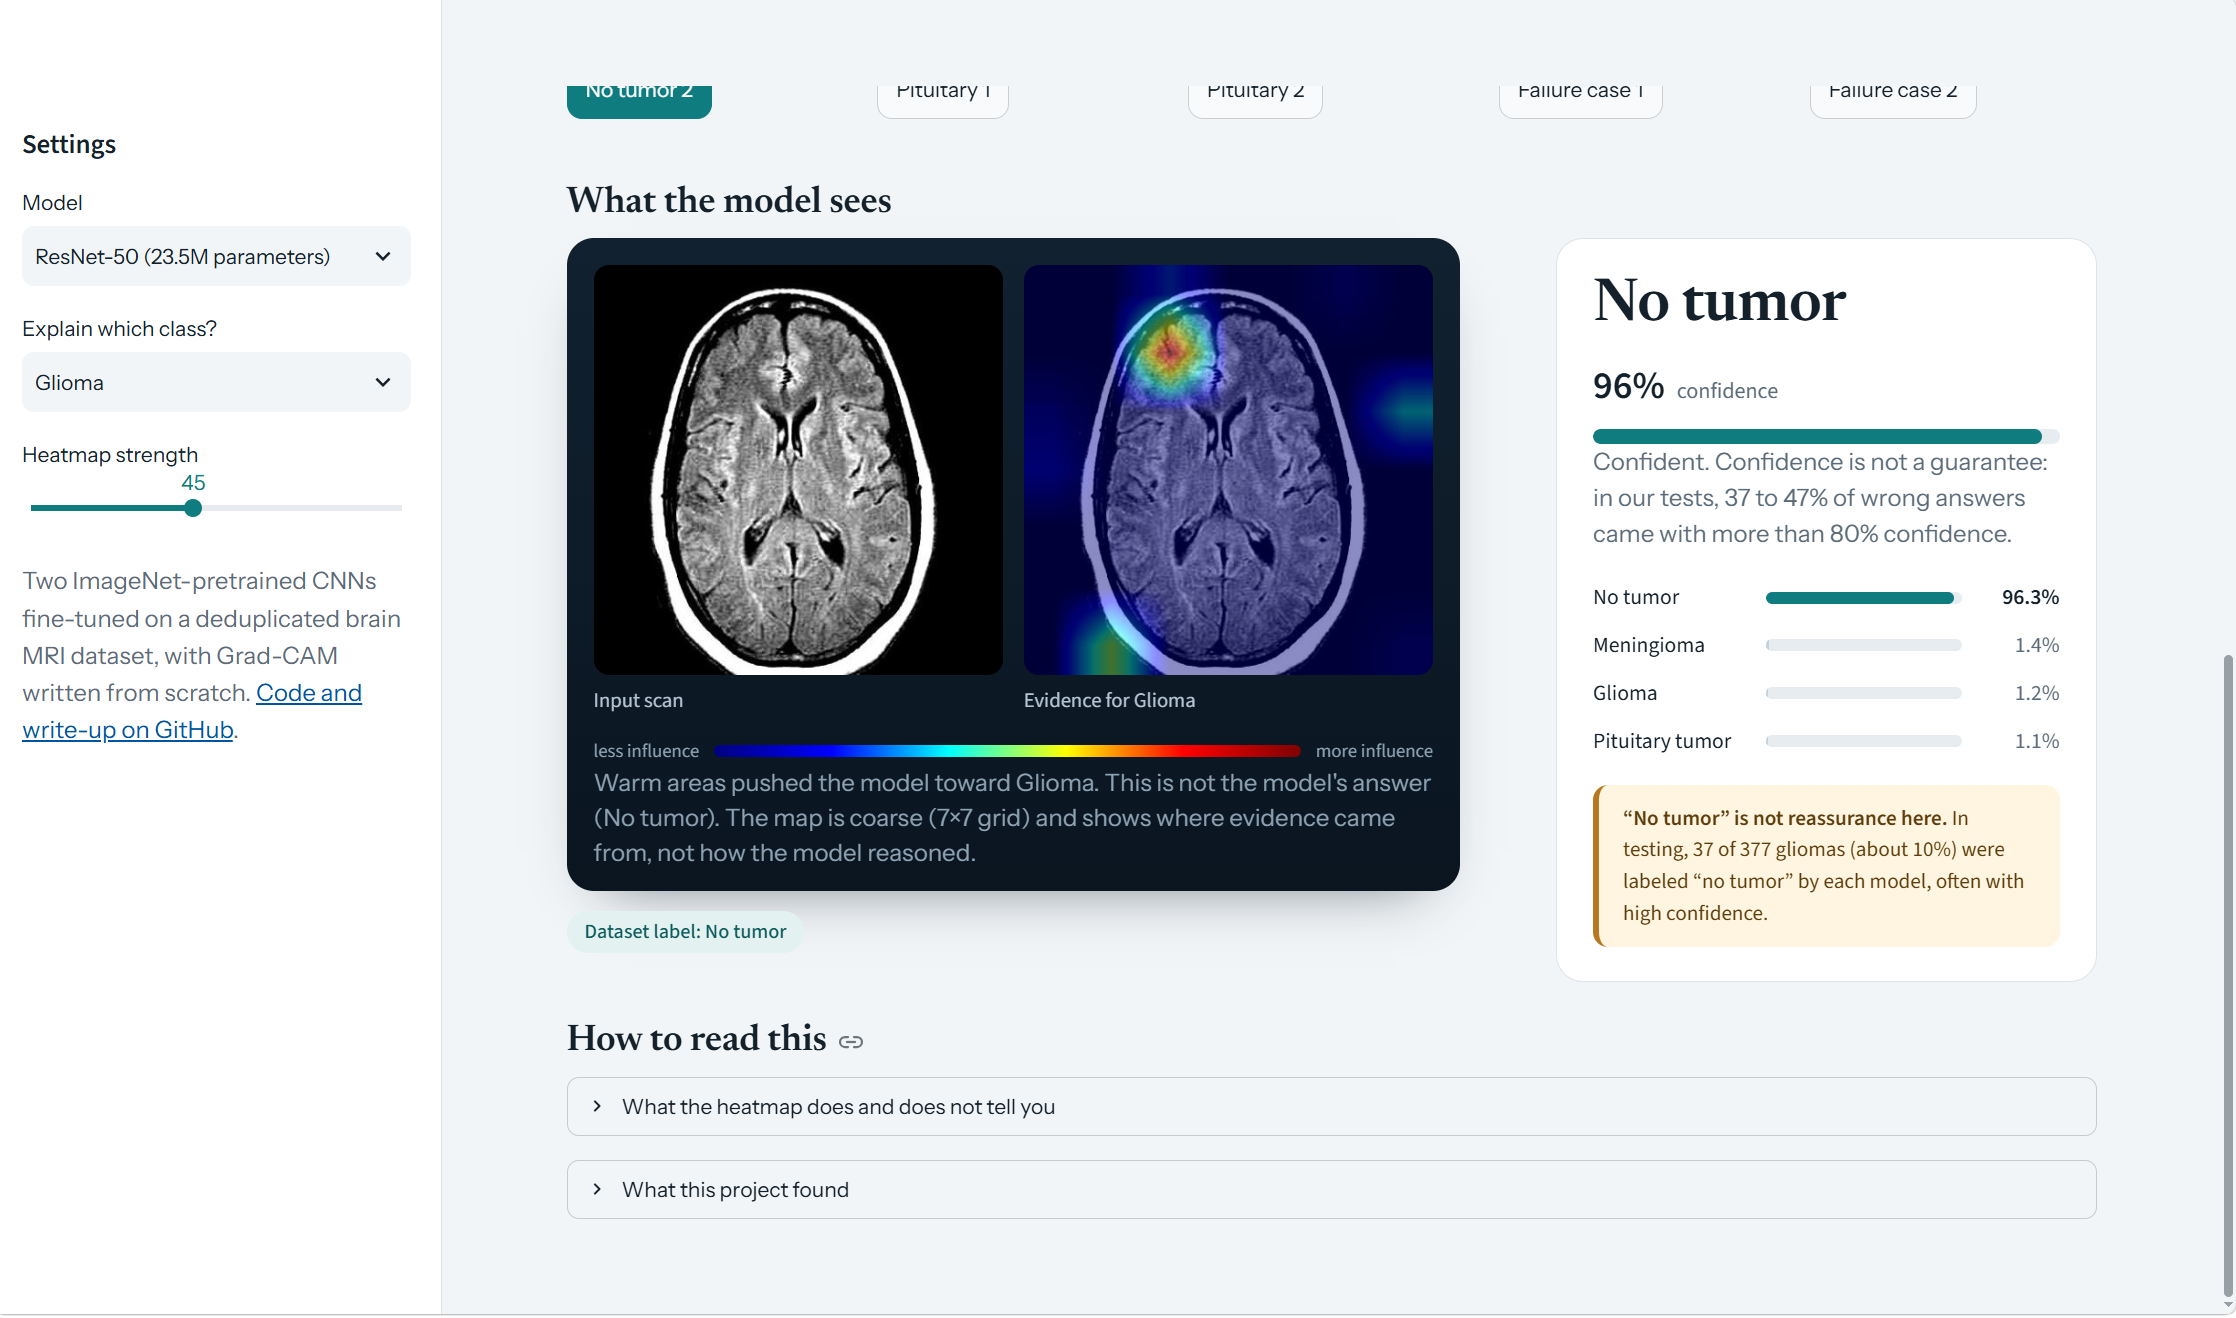 Settings
Model
ResNet-50 (23.5M parameters)
Explain which class?
Glioma
Heatmap strength
45
Two ImageNet-pretrained CNNs
fine-tuned on a deduplicated brain
MRI dataset, with Grad-CAM
written from scratch. Code and
write-up on GitHub.
No tumor 2
Pituitary 1
Pituitary 2
Failure case 1
Failure case 2
What the model sees
Input scan
Evidence for Glioma
less influence
more influence
Warm areas pushed the model toward Glioma. This is not the model's answer
(No tumor). The map is coarse (7×7 grid) and shows where evidence came
from, not how the model reasoned.
Dataset label: No tumor
No tumor
96% confidence
Confident. Confidence is not a guarantee:
in our tests, 37 to 47% of wrong answers
came with more than 80% confidence.
No tumor 96.3%
Meningioma 1.4%
Glioma 1.2%
Pituitary tumor 1.1%
“No tumor” is not reassurance here. In
testing, 37 of 377 gliomas (about 10%) were
labeled “no tumor” by each model, often with
high confidence.
How to read this
What the heatmap does and does not tell you
What this project found